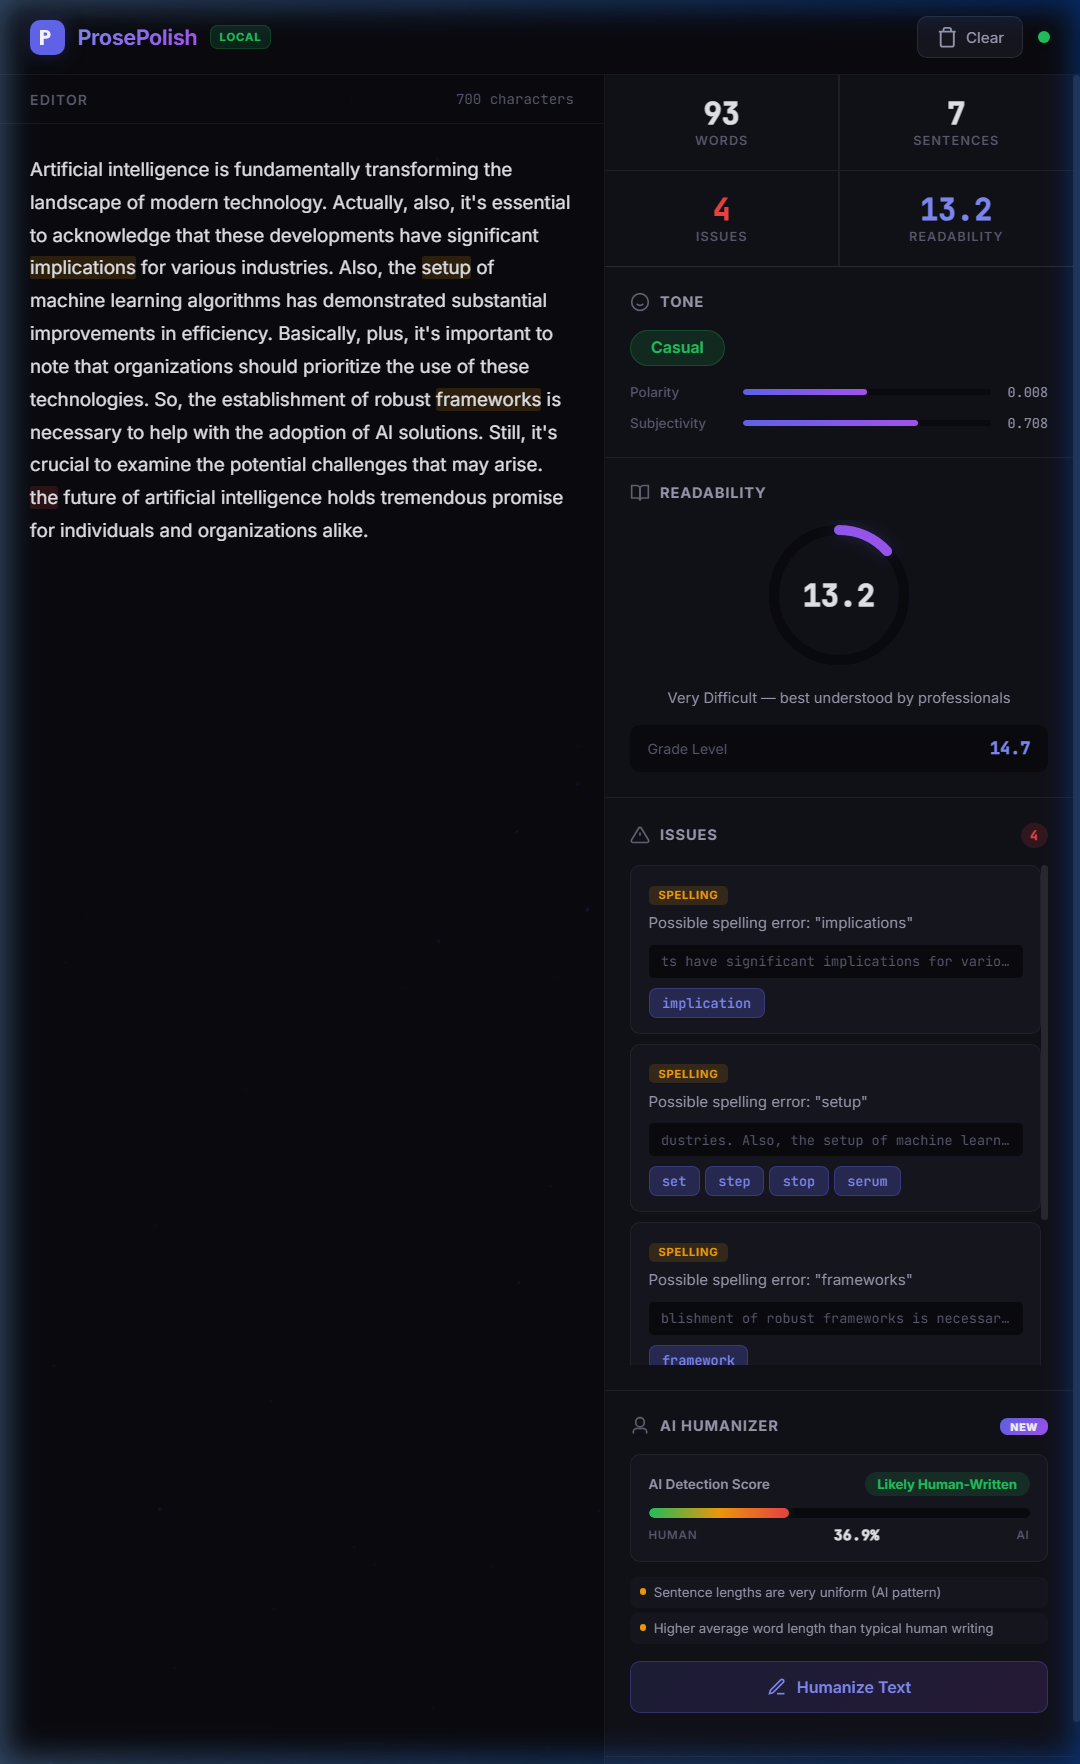 P ProsePolish LOCAL
Clear
EDITOR 700 characters
Artificial intelligence is fundamentally transforming the
landscape of modern technology. Actually, also, it's essential
to acknowledge that these developments have significant
implications for various industries. Also, the setup of
machine learning algorithms has demonstrated substantial
improvements in efficiency. Basically, plus, it's important to
note that organizations should prioritize the use of these
technologies. So, the establishment of robust frameworks is
necessary to help with the adoption of AI solutions. Still, it's
crucial to examine the potential challenges that may arise.
the future of artificial intelligence holds tremendous promise
for individuals and organizations alike.
93
WORDS
7
SENTENCES
4
ISSUES
13.2
READABILITY
TONE
Casual
Polarity 0.008
Subjectivity 0.708
READABILITY
13.2
Very Difficult — best understood by professionals
Grade Level 14.7
ISSUES 4
SPELLING
Possible spelling error: "implications"
ts have significant implications for vario…
implication
SPELLING
Possible spelling error: "setup"
dustries. Also, the setup of machine learn…
set step stop serum
SPELLING
Possible spelling error: "frameworks"
blishment of robust frameworks is necessar…
framework
AI HUMANIZER NEW
AI Detection Score Likely Human-Written
HUMAN 36.9% AI
Sentence lengths are very uniform (AI pattern)
Higher average word length than typical human writing
Humanize Text